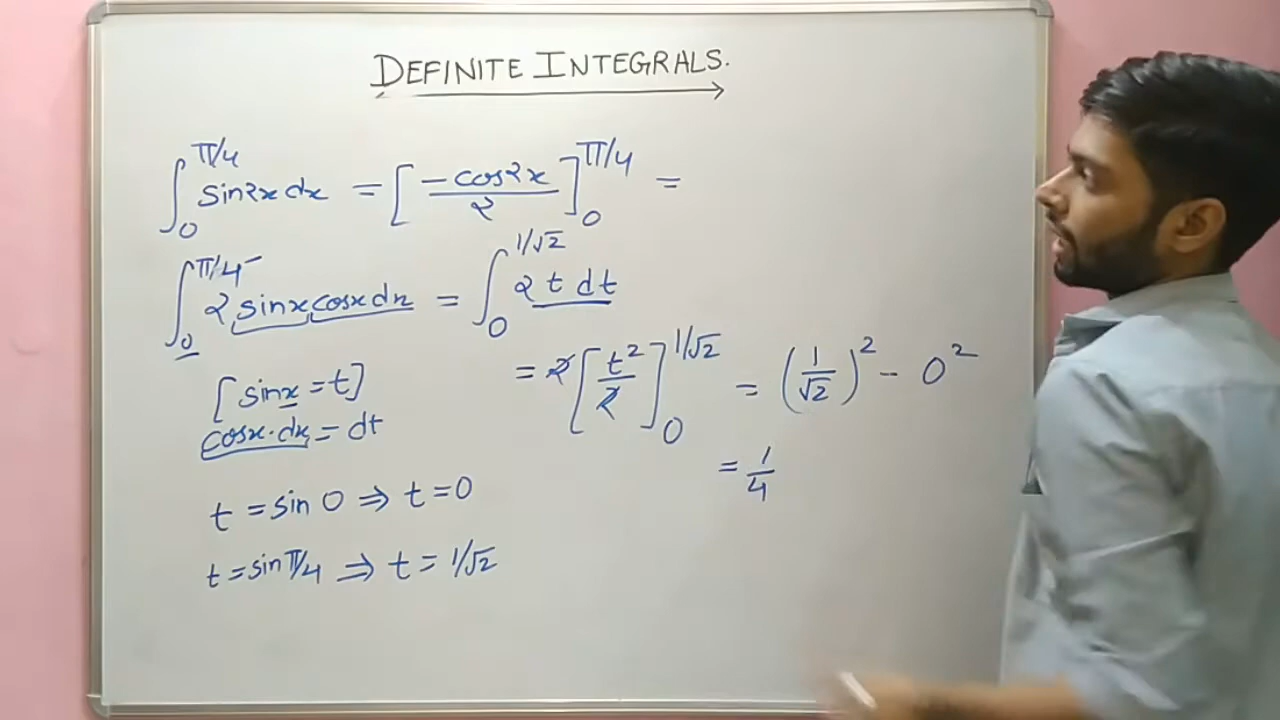 DEFINITE INTEGRALS.
∫₀^π/4 sin2x dx = [-cos2x/2]₀^π/4 =
∫₀^π/4 2 sinx cosx dx = ∫₀^1/√2 2 t dt
= 2[t²/2]₀^1/√2 = (1/√2)² - 0²
[sinx = t]
cosx·dx = dt
= 1/4
t = sin 0 ⇒ t = 0
t = sin π/4 ⇒ t = 1/√2